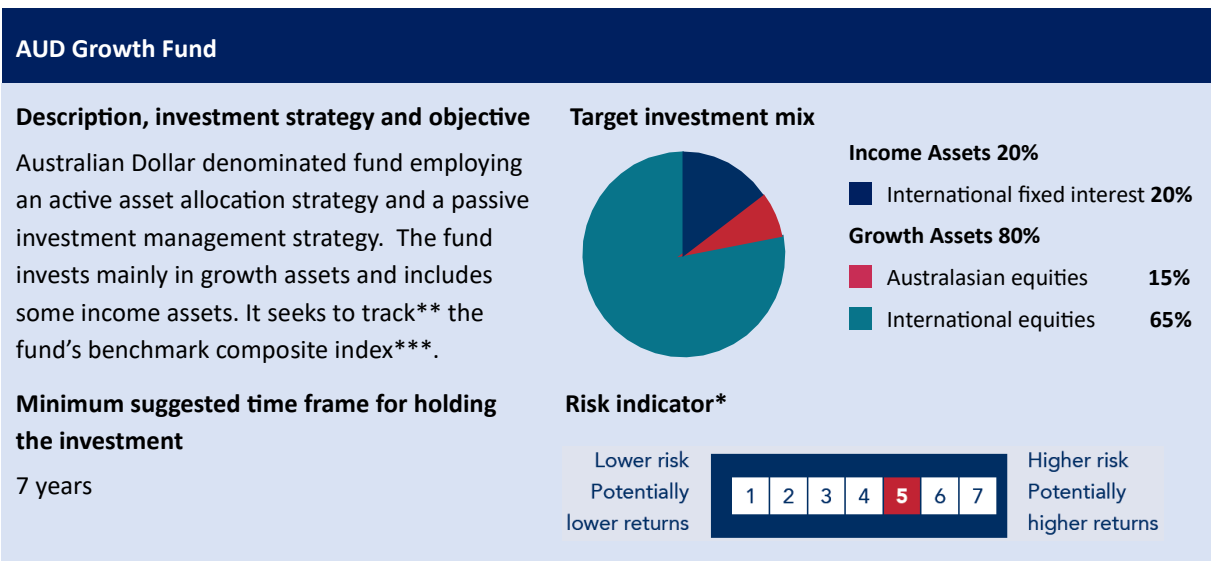 AUD Growth Fund
Description, investment strategy and objective
Australian Dollar denominated fund employing
an active asset allocation strategy and a passive
investment management strategy.  The fund
invests mainly in growth assets and includes
some income assets. It seeks to track** the
fund's benchmark composite index***.
Minimum suggested time frame for holding
the investment
7 years
Target investment mix
Income Assets 20%
International fixed interest 20%
Growth Assets 80%
Australasian equities 15%
International equities 65%
Risk indicator*
Lower risk
Potentially
lower returns
1 2 3 4 5 6 7
Higher risk
Potentially
higher returns